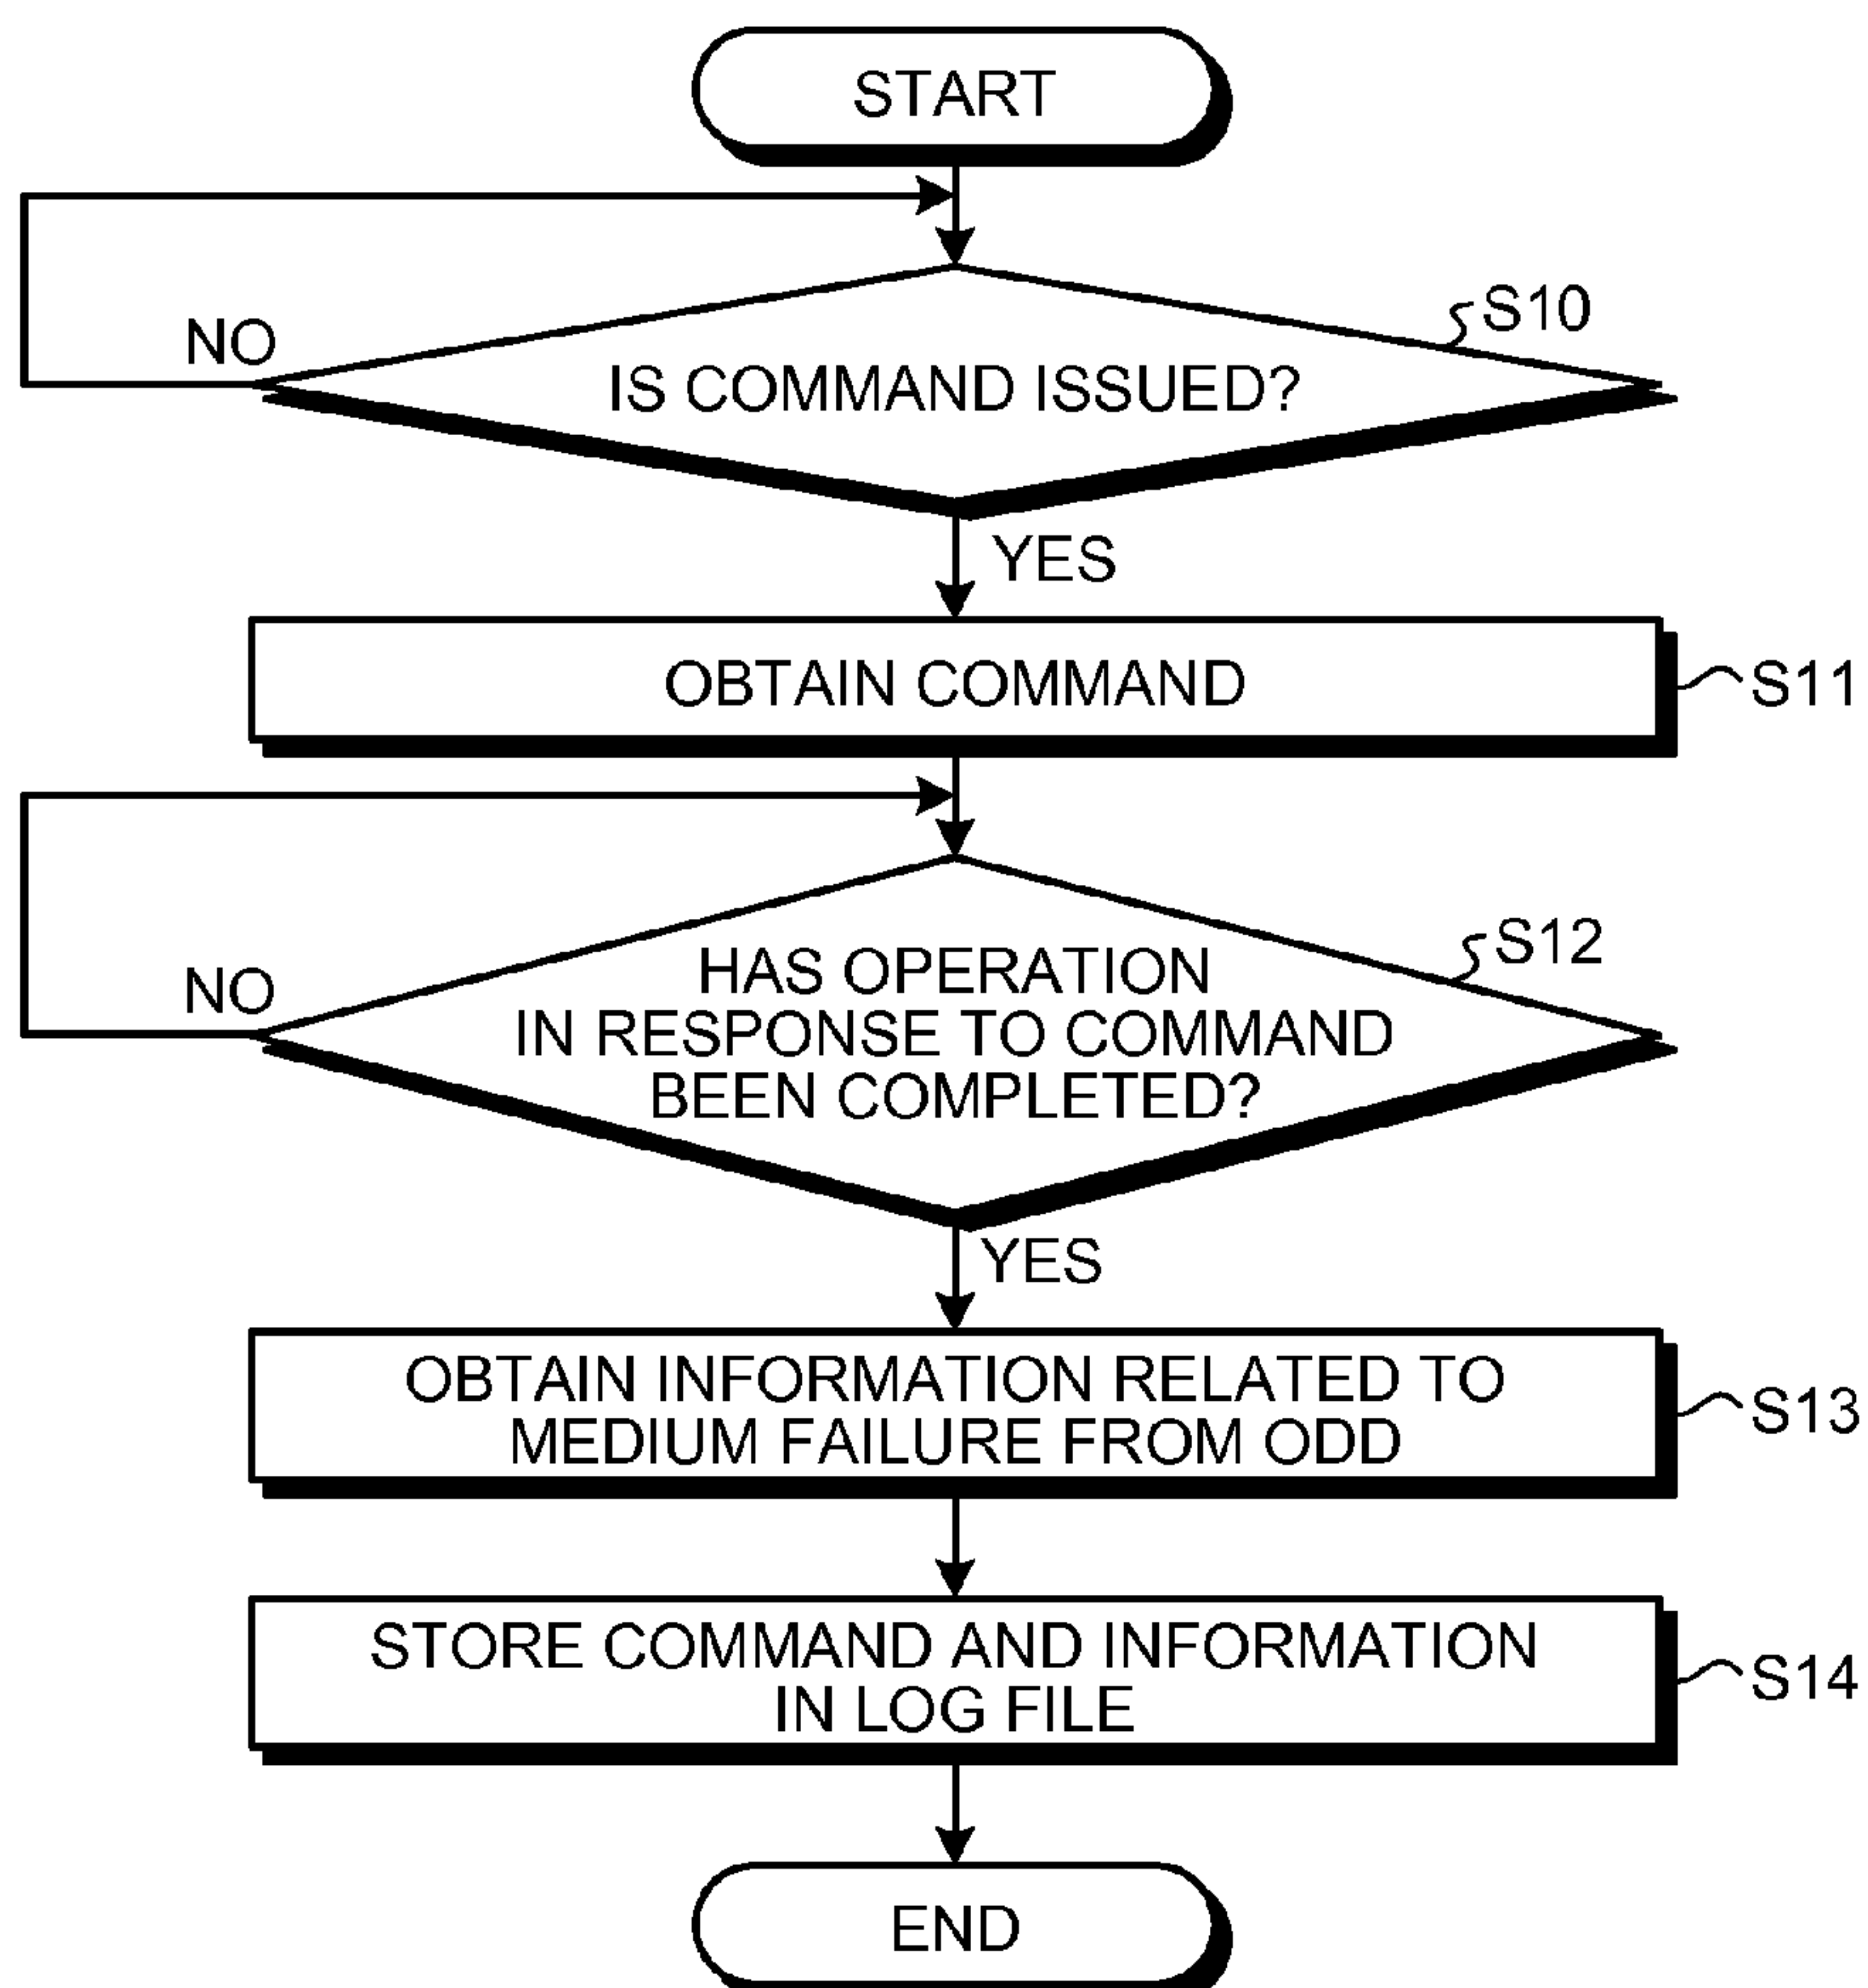 START
S10
NO
IS COMMAND ISSUED?
YES
OBTAIN COMMAND
S11
S12
NO
HAS OPERATION
IN RESPONSE TO COMMAND
BEEN COMPLETED?
YES
OBTAIN INFORMATION RELATED TO
MEDIUM FAILURE FROM ODD
S13
STORE COMMAND AND INFORMATION
IN LOG FILE
S14
END